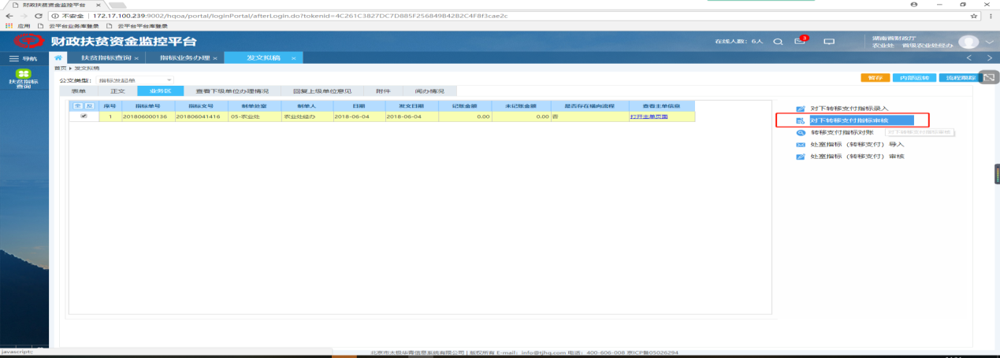 财政扶贫资金监控平台 ×
① 不安全 | 172.17.100.239:9002/hqoa/portal/loginPortal/afterLogin.do?tokenid=4C261C3827DC7D885F256849B42B2C4F8f3cae2c
应用 云平台业务库登录 云平台平台库登录
财政扶贫资金监控平台
在线人数: 6人 3 湖南省财政厅
农业处 省级农业处经办
导航 扶贫指标查询 × 指标业务办理 × 发文拟稿 ×
首页 ▸ 发文拟稿
扶贫指标
查询
公文类型: 指标发起单 暂存 内部运转 流程跟踪
表单 正文 业务区 查看下级单位办理情况 回复上级单位意见 附件 阅办情况
全 反 序号 指标单号 指标文号 制单处室 制单人 日期 发文日期 记账金额 未记账金额 是否存在横向流程 查看主单信息
1 201806000136 201806041416 05-农业处 农业处经办 2018-06-04 2018-06-04 0.00 0.00 否 打开主单页面
对下转移支付指标录入
对下转移支付指标审核
转移支付指标对账 对下转移支付指标审核
处室指标（转移支付）导入
处室指标（转移支付）审核
javascript:;
北京市太极华青信息系统有限公司 | 版权所有 E-mail: info@tjhq.com 电话: 400-606-008 京ICP备05026294